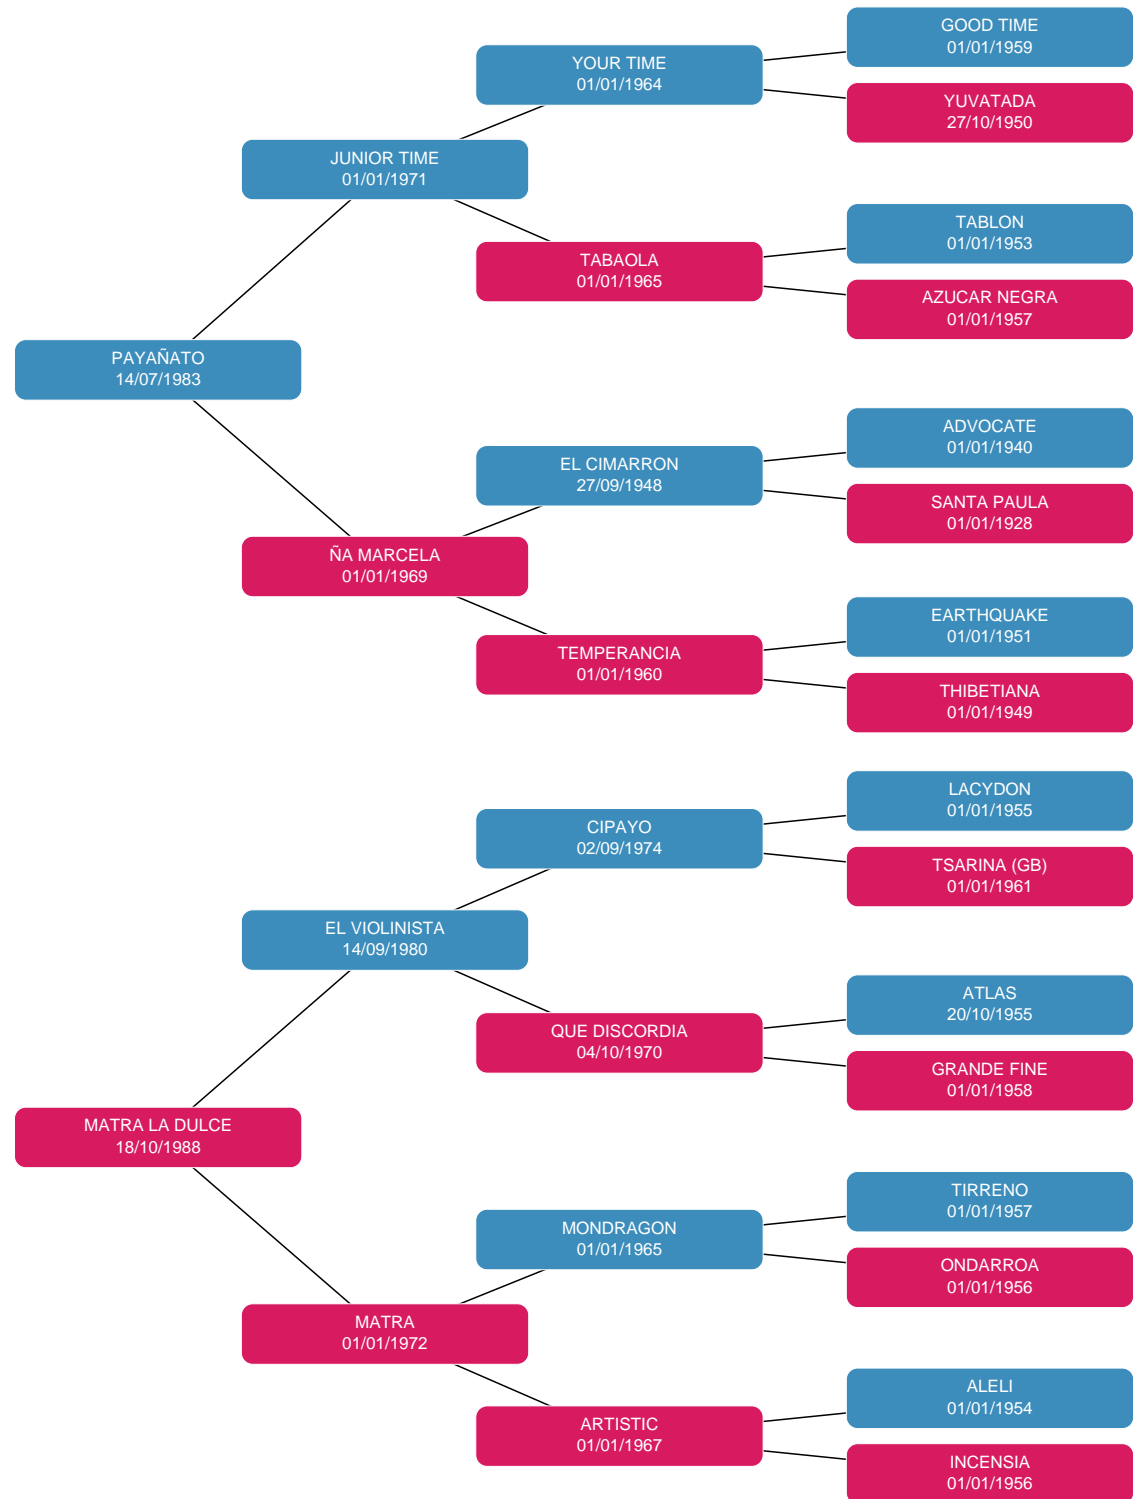 GOOD TIME
01/01/1959
YOUR TIME
01/01/1964
YUVATADA
27/10/1950
JUNIOR TIME
01/01/1971
TABLON
01/01/1953
TABAOLA
01/01/1965
AZUCAR NEGRA
01/01/1957
PAYAÑATO
14/07/1983
ADVOCATE
01/01/1940
EL CIMARRON
27/09/1948
SANTA PAULA
01/01/1928
ÑA MARCELA
01/01/1969
EARTHQUAKE
01/01/1951
TEMPERANCIA
01/01/1960
THIBETIANA
01/01/1949
LACYDON
01/01/1955
CIPAYO
02/09/1974
TSARINA (GB)
01/01/1961
EL VIOLINISTA
14/09/1980
ATLAS
20/10/1955
QUE DISCORDIA
04/10/1970
GRANDE FINE
01/01/1958
MATRA LA DULCE
18/10/1988
TIRRENO
01/01/1957
MONDRAGON
01/01/1965
ONDARROA
01/01/1956
MATRA
01/01/1972
ALELI
01/01/1954
ARTISTIC
01/01/1967
INCENSIA
01/01/1956